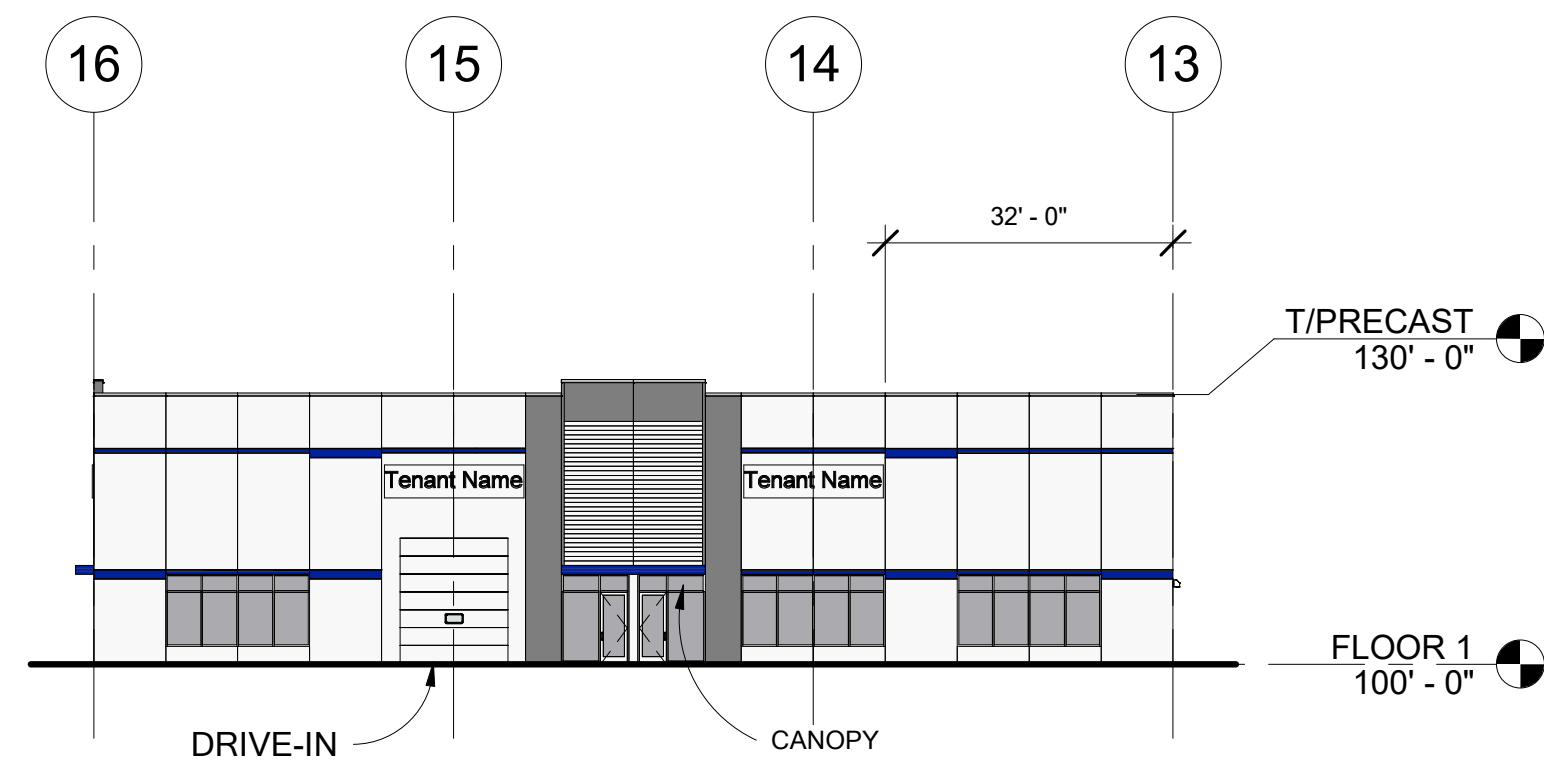 16
15
14
13
32' - 0"
T/PRECAST
130' - 0"
Tenant Name
Tenant Name
FLOOR 1
100' - 0"
DRIVE-IN
CANOPY